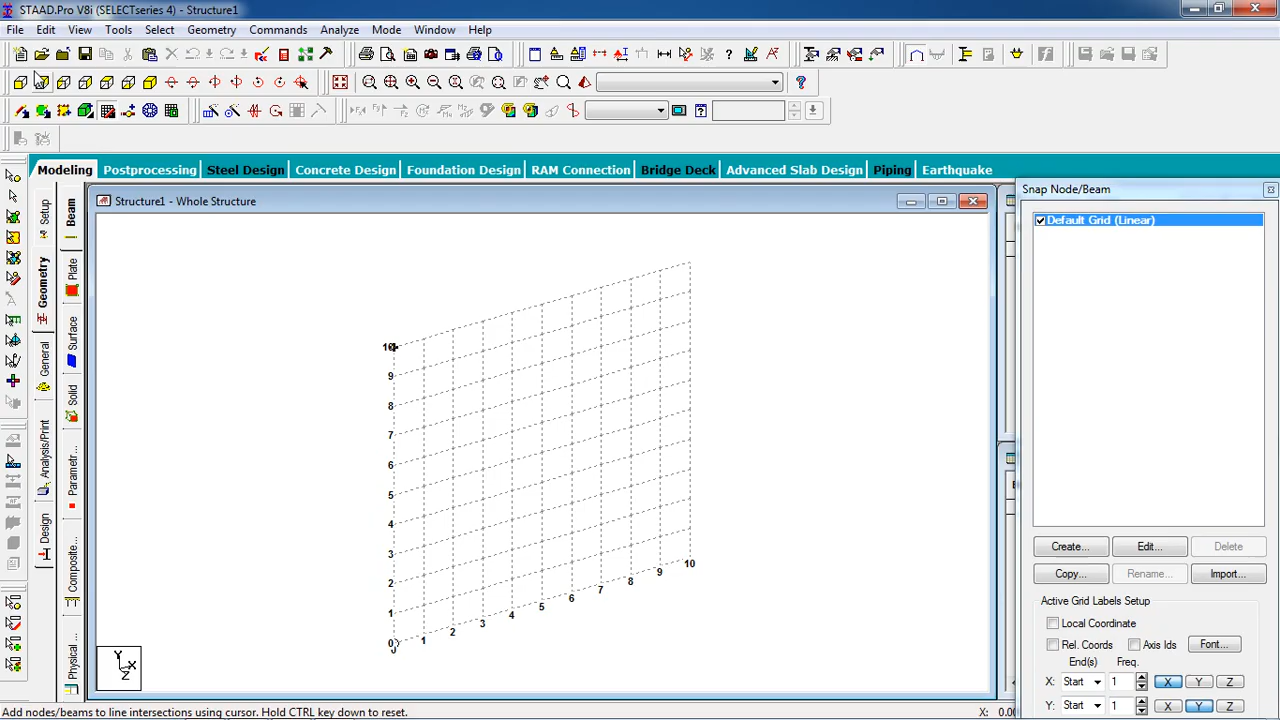 STAAD.Pro V8i (SELECTseries 4) - Structure1
File Edit View Tools Select Geometry Commands Analyze Mode Window Help
Modeling Postprocessing Steel Design Concrete Design Foundation Design RAM Connection Bridge Deck Advanced Slab Design Piping Earthquake
Setup
Geometry
General
Analysis/Print
Design
Beam
Plate
Surface
Solid
Parametr...
Composite...
Physical ...
Structure1 - Whole Structure
10
9
8
7
6
5
4
3
2
1
0
1 2 3 4 5 6 7 8 9 10
Y
X
Z
Snap Node/Beam
Default Grid (Linear)
Create... Edit... Delete
Copy... Rename... Import...
Active Grid Labels Setup
Local Coordinate
Rel. Coords Axis Ids Font...
End(s) Freq.
X: Start 1 X Y Z
Y: Start 1 X Y Z
Add nodes/beams to line intersections using cursor. Hold CTRL key down to reset.